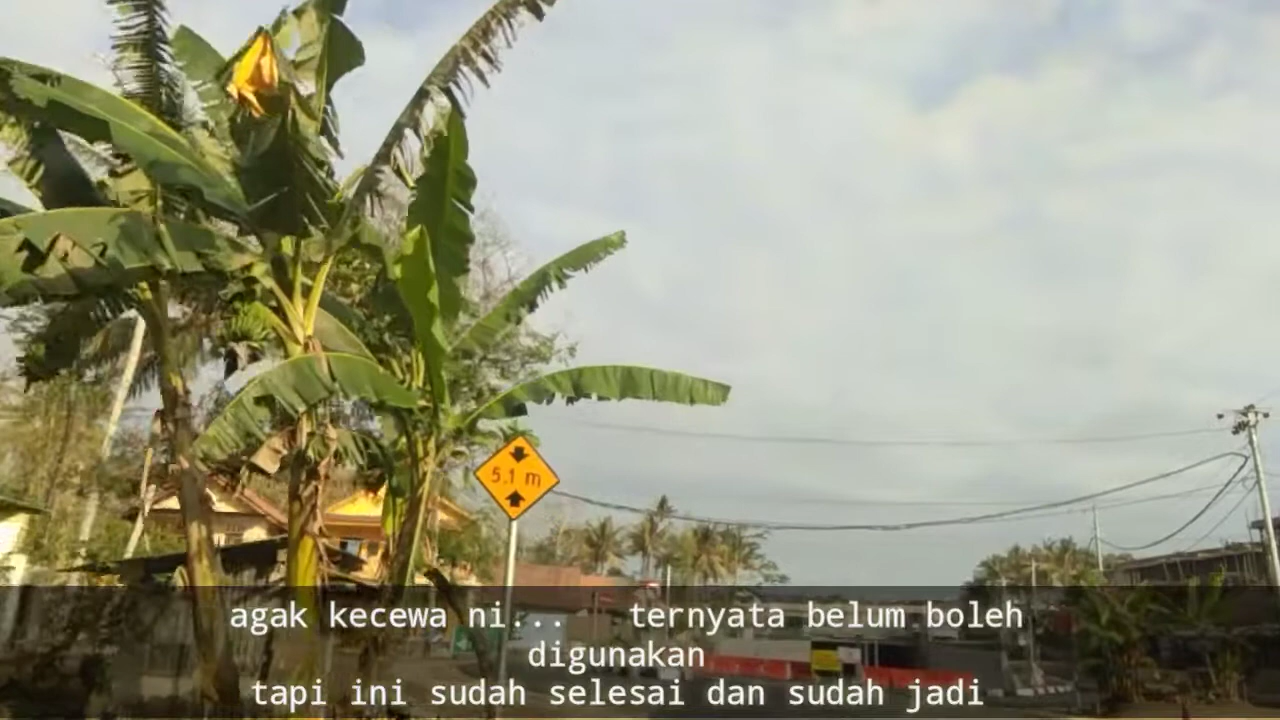 5.1 m
agak kecewa ni... ternyata belum boleh
digunakan
tapi ini sudah selesai dan sudah jadi